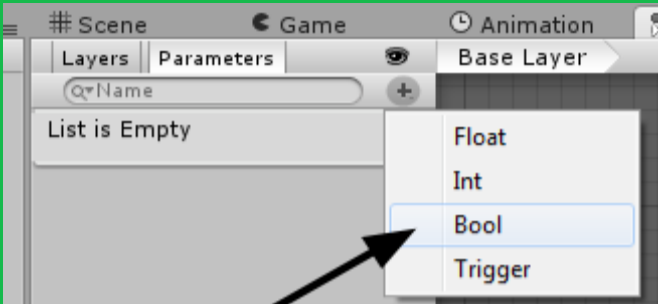 Scene Game Animation
Layers Parameters Base Layer
Name
List is Empty
Float
Int
Bool
Trigger